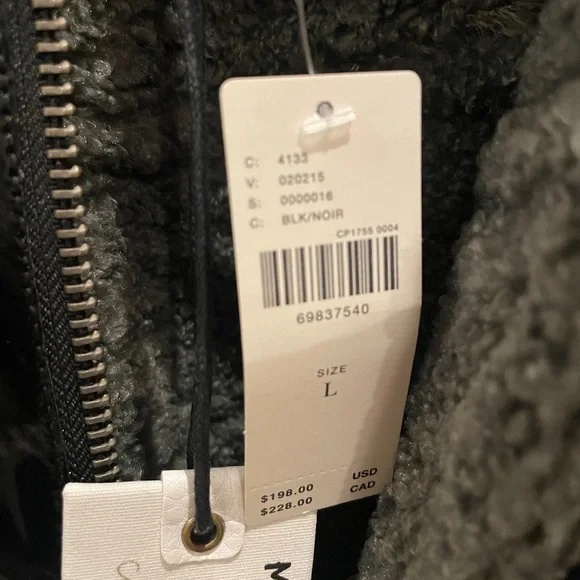 C: 4133
V: 020215
S: 0000016
C: BLK/NOIR
CP1755 0004
69837540
SIZE
L
$198.00 USD
$228.00 CAD